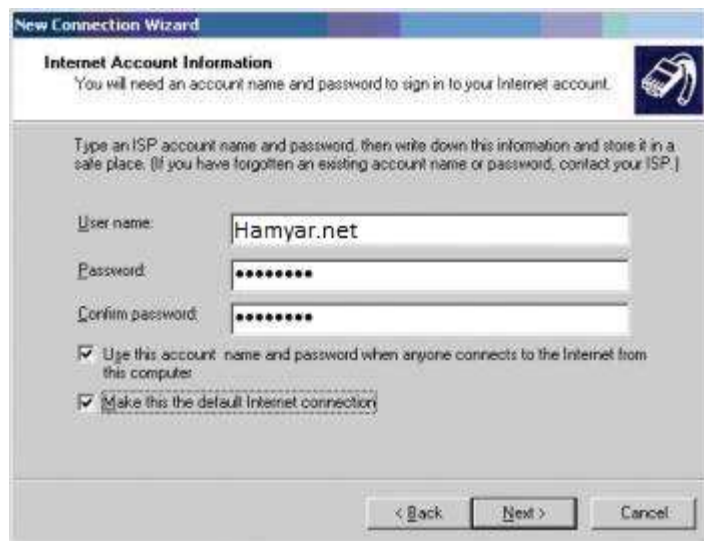 New Connection Wizard
Internet Account Information
You will need an account name and password to sign in to your Internet account.
Type an ISP account name and password, then write down this information and store it in a
safe place. (If you have forgotten an existing account name or password, contact your ISP.)
User name:
Hamyar.net
Password:
••••••••
Confirm password:
••••••••
Use this account name and password when anyone connects to the Internet from
this computer
Make this the default Internet connection
< Back
Next >
Cancel